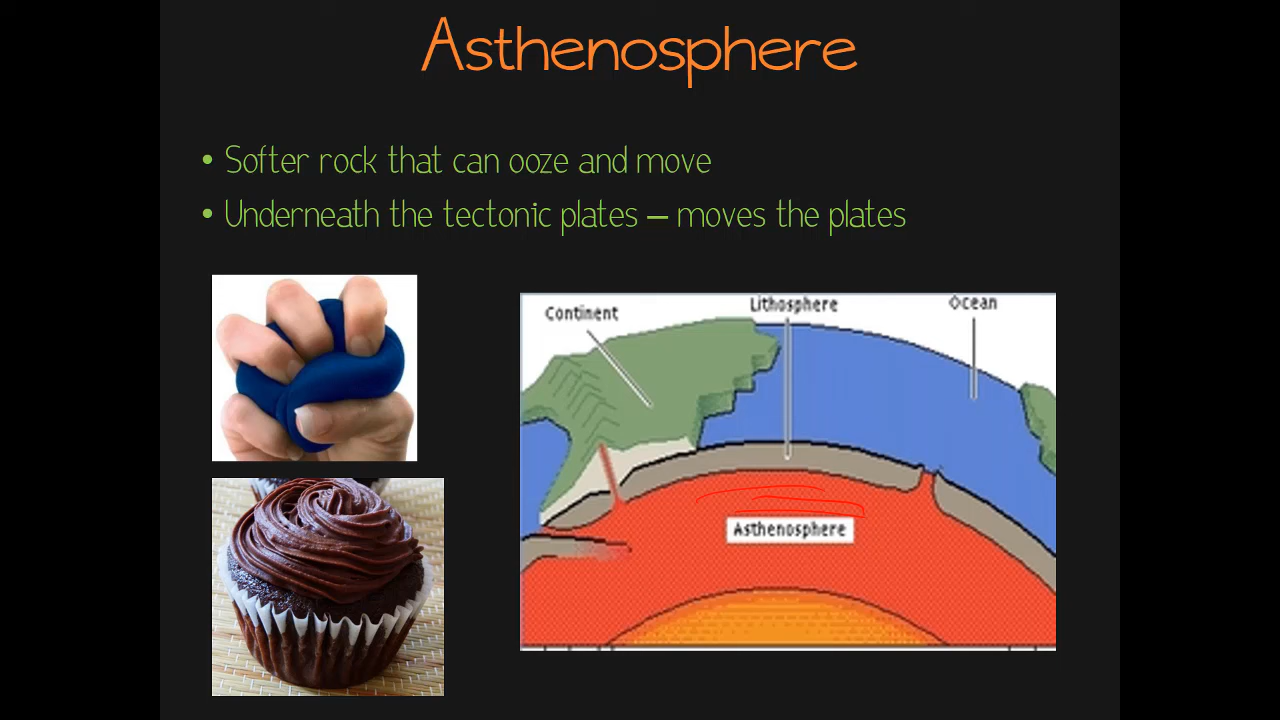 Asthenosphere
• Softer rock that can ooze and move
• Underneath the tectonic plates – moves the plates
Continent
Lithosphere
Ocean
Asthenosphere